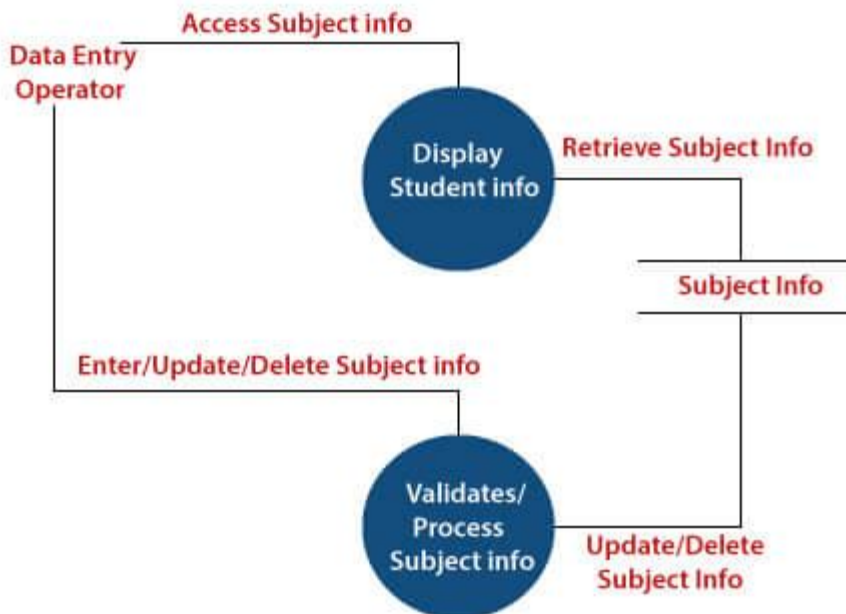 Access Subject info
Data Entry
Operator
Display
Student info
Retrieve Subject Info
Subject Info
Enter/Update/Delete Subject info
Validates/
Process
Subject info
Update/Delete
Subject Info